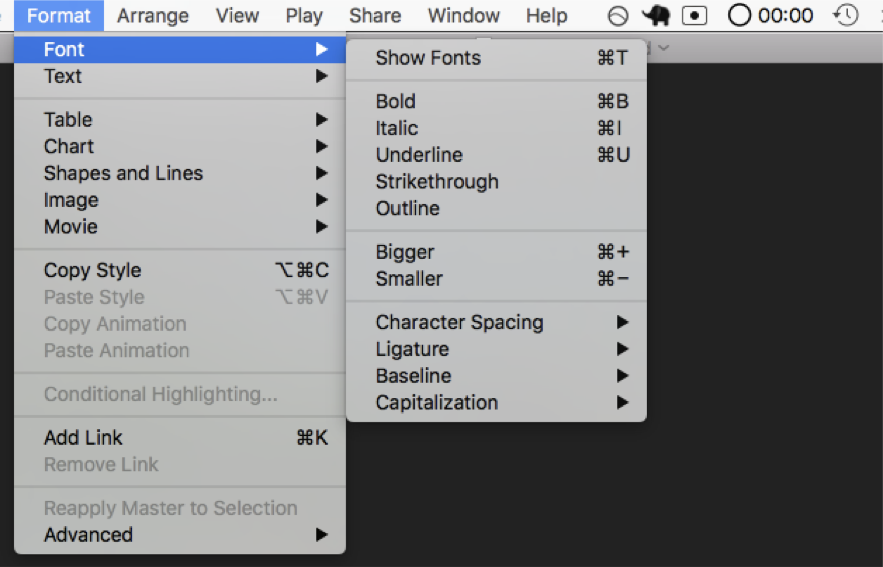 Format Arrange View Play Share Window Help 00:00
Font
Text
Table
Chart
Shapes and Lines
Image
Movie
Copy Style ⌥⌘C
Paste Style ⌥⌘V
Copy Animation
Paste Animation
Conditional Highlighting...
Add Link ⌘K
Remove Link
Reapply Master to Selection
Advanced
Show Fonts ⌘T
Bold ⌘B
Italic ⌘I
Underline ⌘U
Strikethrough
Outline
Bigger ⌘+
Smaller ⌘−
Character Spacing
Ligature
Baseline
Capitalization